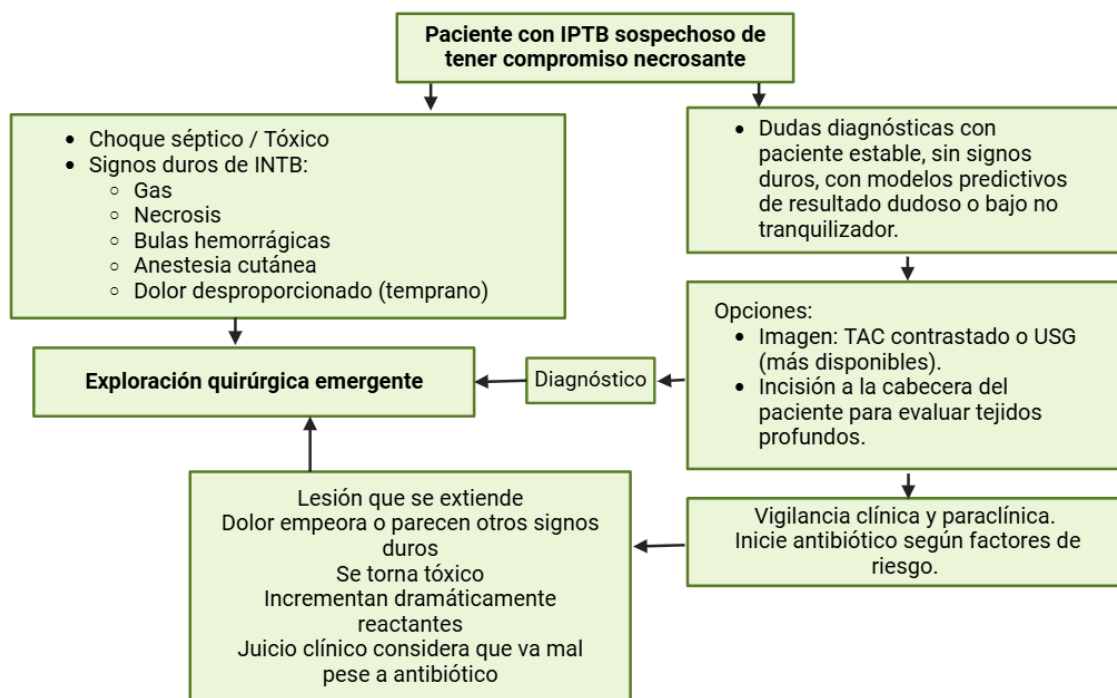 Paciente con IPTB sospechoso de
tener compromiso necrosante
• Choque séptico / Tóxico
• Signos duros de INTB:
○ Gas
○ Necrosis
○ Bulas hemorrágicas
○ Anestesia cutánea
○ Dolor desproporcionado (temprano)
• Dudas diagnósticas con
paciente estable, sin signos
duros, con modelos predictivos
de resultado dudoso o bajo no
tranquilizador.
Opciones:
• Imagen: TAC contrastado o USG
(más disponibles).
• Incisión a la cabecera del
paciente para evaluar tejidos
profundos.
Diagnóstico
Exploración quirúrgica emergente
Vigilancia clínica y paraclínica.
Inicie antibiótico según factores de
riesgo.
Lesión que se extiende
Dolor empeora o parecen otros signos
duros
Se torna tóxico
Incrementan dramáticamente
reactantes
Juicio clínico considera que va mal
pese a antibiótico